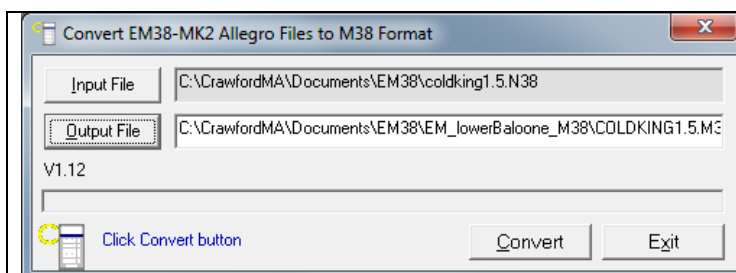 Convert EM38-MK2 Allegro Files to M38 Format
Input File C:\CrawfordMA\Documents\EM38\coldking1.5.N38
Output File C:\CrawfordMA\Documents\EM38\EM_lowerBaloone_M38\COLDKING1.5.M3
V1.12
Click Convert button Convert Exit